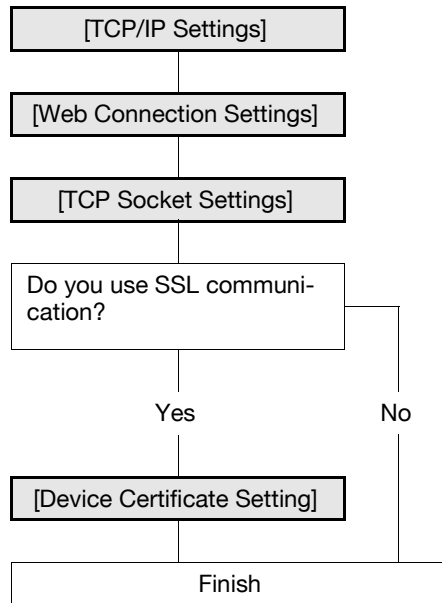 [TCP/IP Settings]
[Web Connection Settings]
[TCP Socket Settings]
Do you use SSL communi-
cation?
Yes
No
[Device Certificate Setting]
Finish